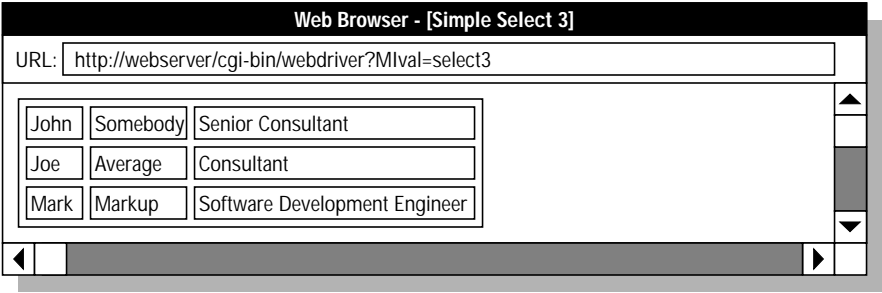 Web Browser - [Simple Select 3]
URL: http://webserver/cgi-bin/webdriver?MIval=select3
John Somebody Senior Consultant
Joe Average Consultant
Mark Markup Software Development Engineer